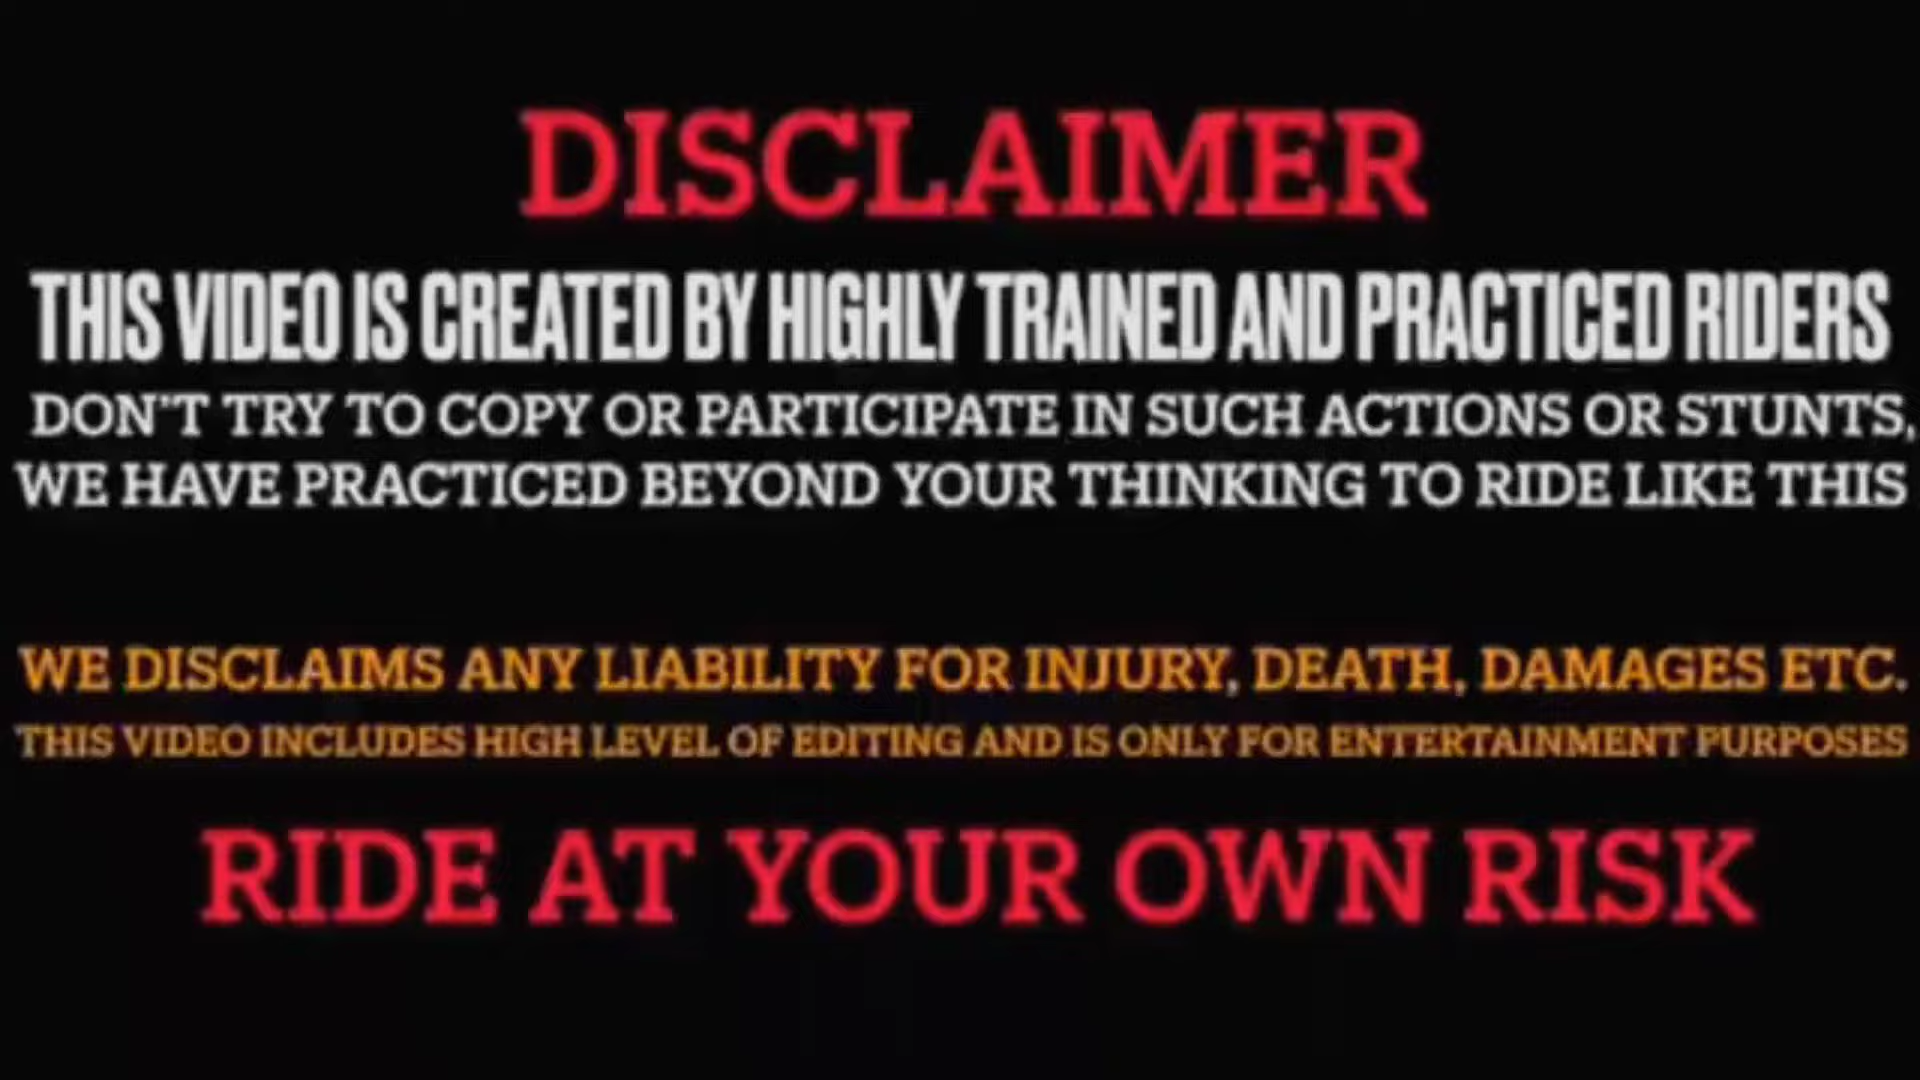 DISCLAIMER
THIS VIDEO IS CREATED BY HIGHLY TRAINED AND PRACTICED RIDERS
DON'T TRY TO COPY OR PARTICIPATE IN SUCH ACTIONS OR STUNTS,
WE HAVE PRACTICED BEYOND YOUR THINKING TO RIDE LIKE THIS
WE DISCLAIMS ANY LIABILITY FOR INJURY, DEATH, DAMAGES ETC.
THIS VIDEO INCLUDES HIGH LEVEL OF EDITING AND IS ONLY FOR ENTERTAINMENT PURPOSES
RIDE AT YOUR OWN RISK